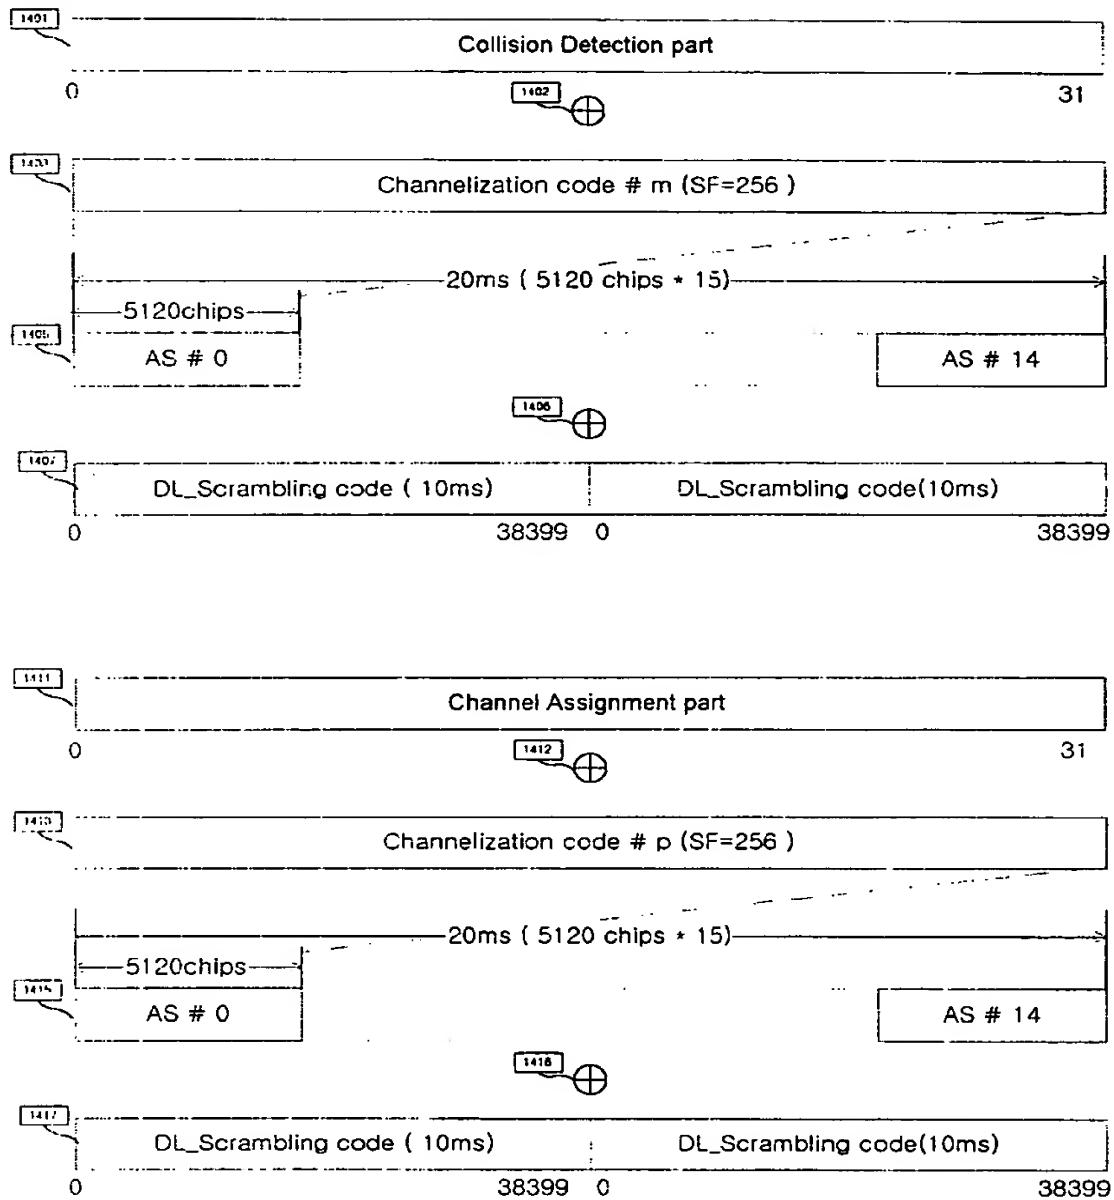 1401
Collision Detection part
0
31
1402
Channelization code # m (SF=256 )
20ms ( 5120 chips * 15)
5120chips
1405
AS # 0
AS # 14
1406
1407
DL_Scrambling code ( 10ms)
DL_Scrambling code(10ms)
0
38399
0
38399
1411
Channel Assignment part
0
31
1412
Channelization code # p (SF=256 )
20ms ( 5120 chips * 15)
5120chips
1415
AS # 0
AS # 14
1416
1417
DL_Scrambling code ( 10ms)
DL_Scrambling code(10ms)
0
38399
0
38399